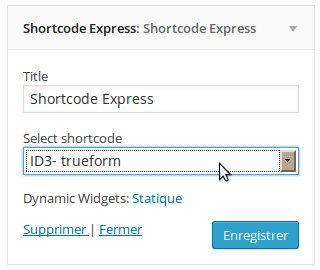 Shortcode Express: Shortcode Express
Title
Shortcode Express
Select shortcode
ID3- trueform
Dynamic Widgets: Statique
Supprimer | Fermer
Enregistrer